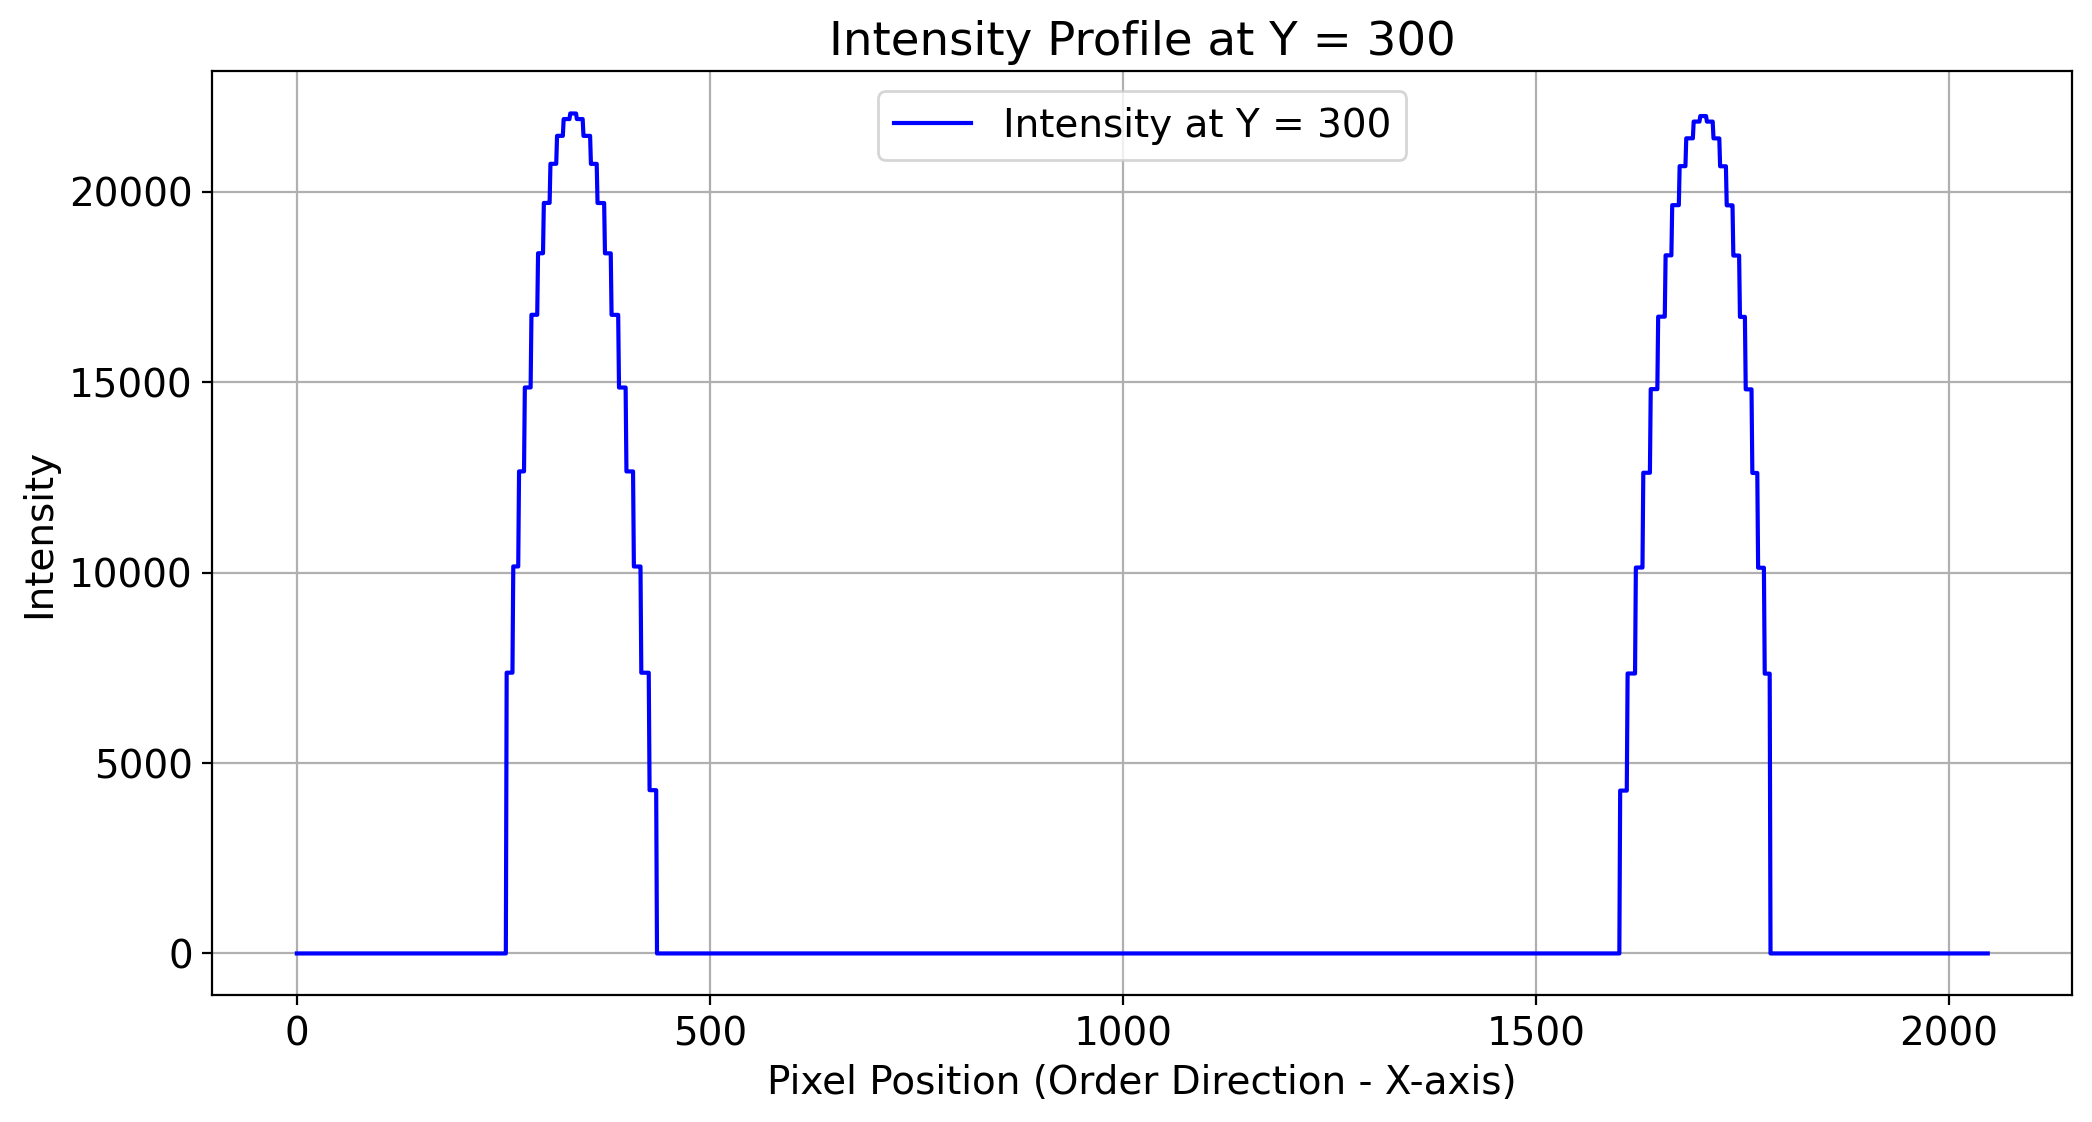 Intensity Profile at Y = 300
Intensity at Y = 300
20000
15000
10000
5000
0
Intensity
0 500 1000 1500 2000
Pixel Position (Order Direction - X-axis)